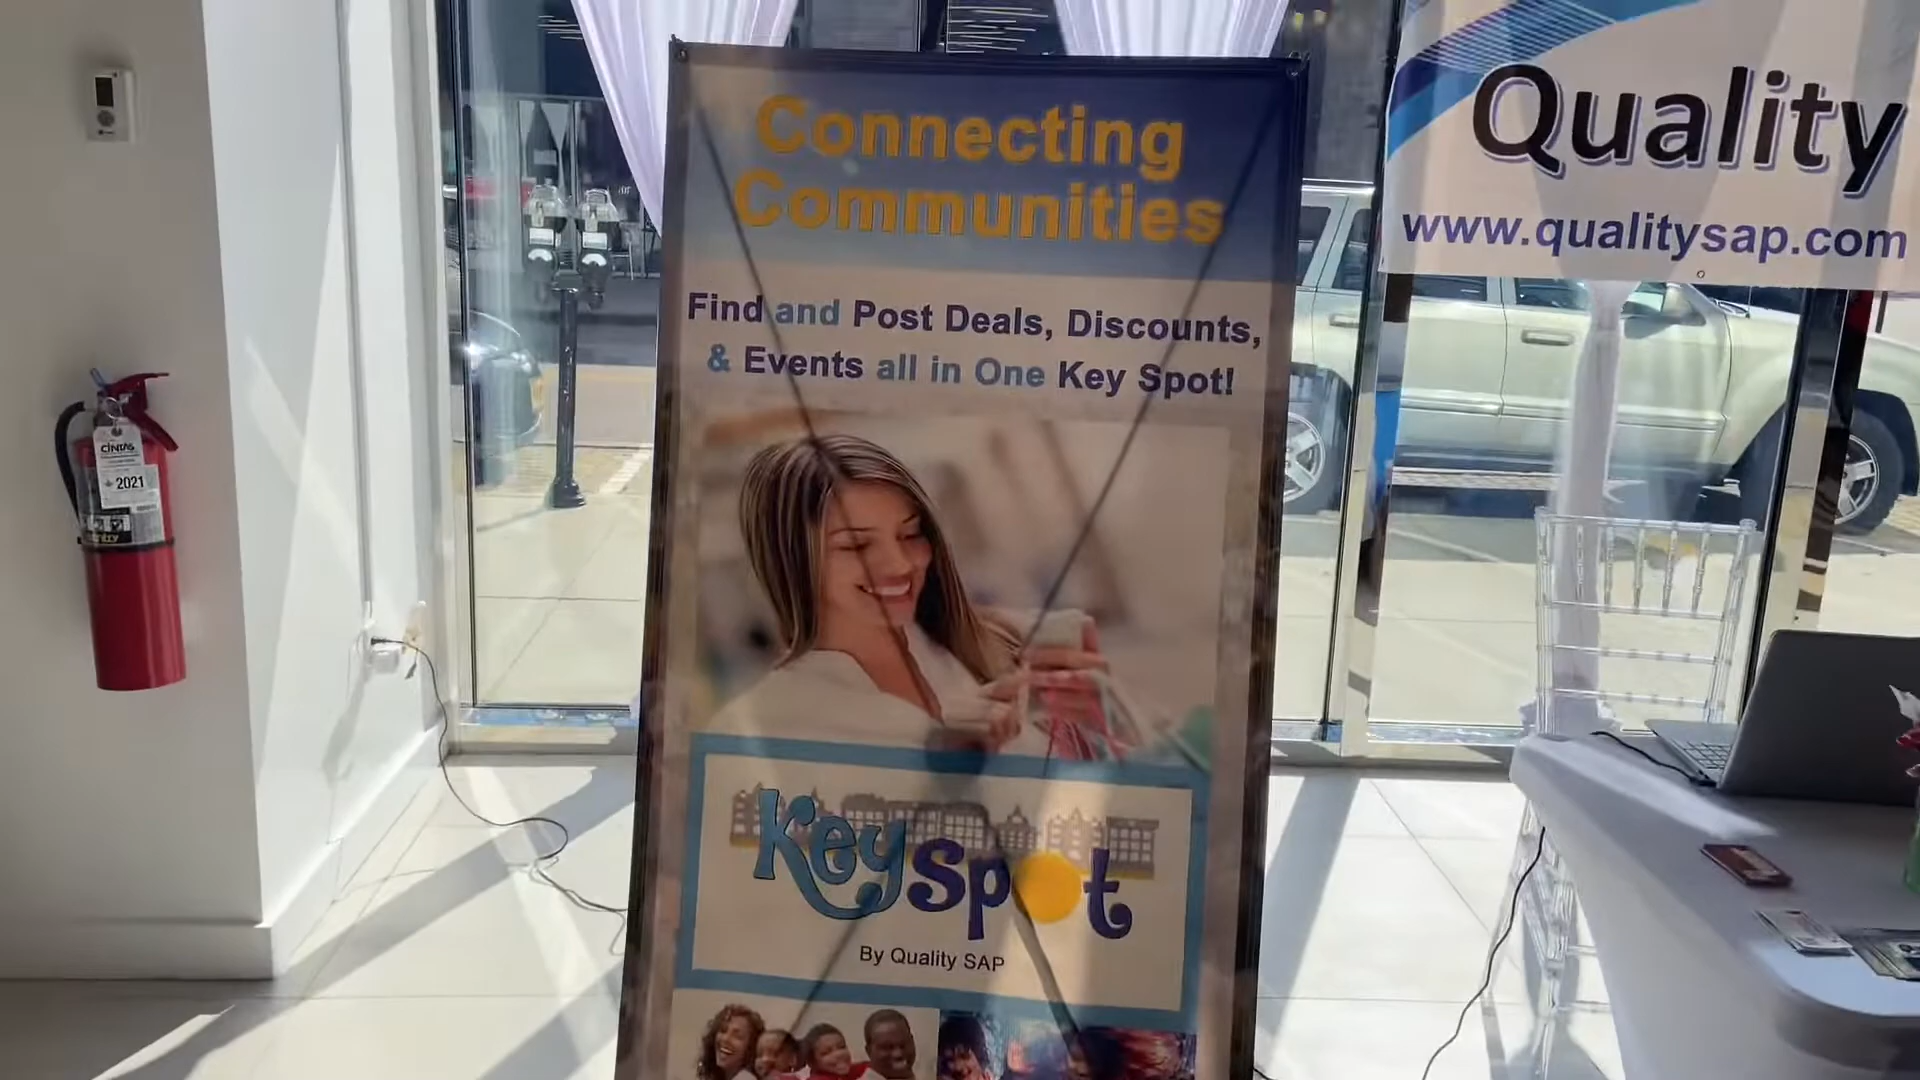 Connecting
Communities
Find and Post Deals, Discounts,
& Events all in One Key Spot!
Keyspot
By Quality SAP
Quality
www.qualitysap.com
CINTAS
2021